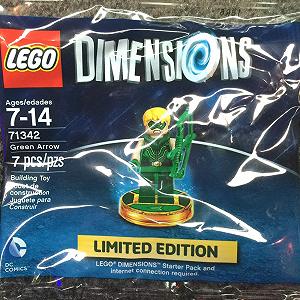 LEGO
DIMENSIONS
Ages/edades
7-14
71342
Green Arrow
7 pcs/pzs
Building Toy
Jouet de
construction
Juguete para
Construir
DC
COMICS
LIMITED EDITION
LEGO® DIMENSIONS™ Starter Pack and
internet connection required.